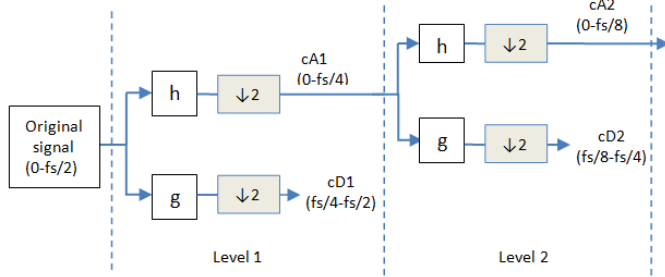 cA2
(0-fs/8)
h
↓2
cA1
(0-fs/4)
h
↓2
Original
signal
(0-fs/2)
g
↓2
cD2
(fs/8-fs/4)
g
↓2
cD1
(fs/4-fs/2)
Level 1
Level 2